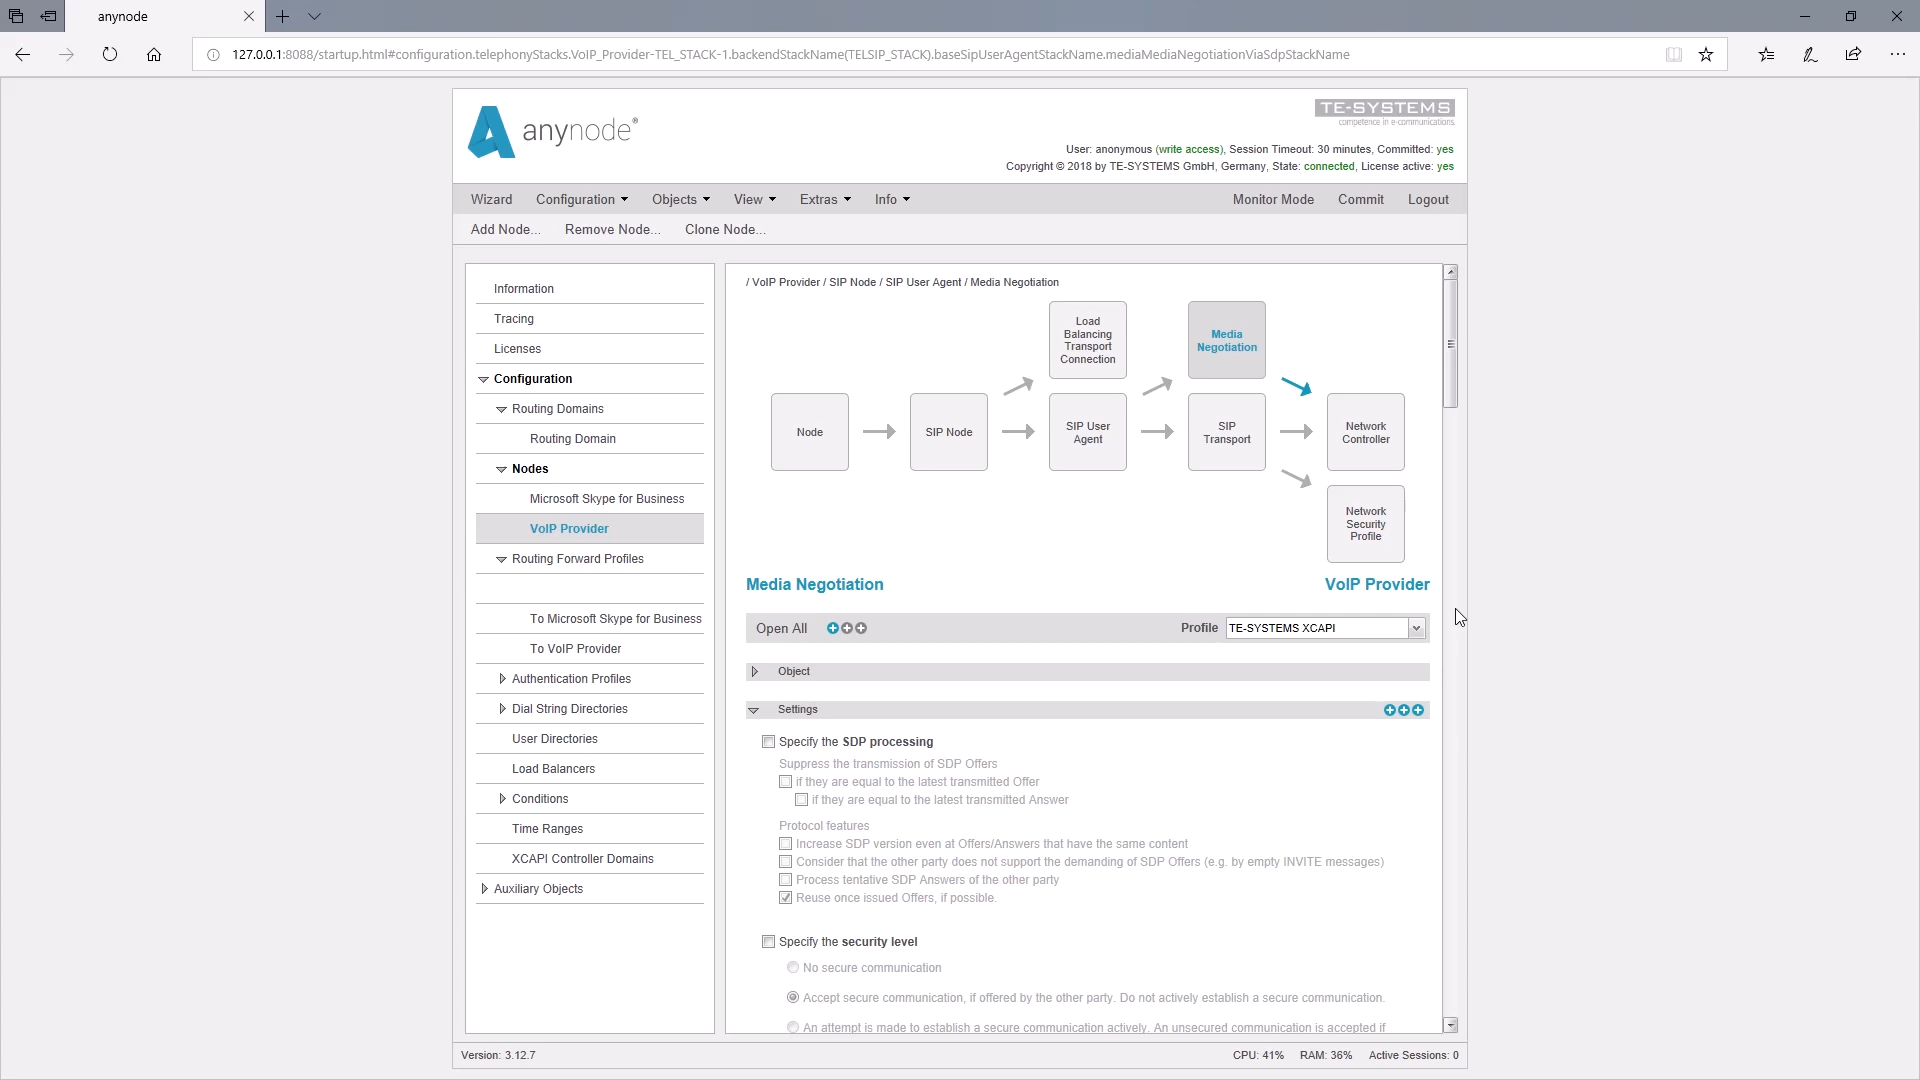 anynode
127.0.0.1:8088/startup.html#configuration.telephonyStacks.VoIP_Provider-TEL_STACK-1.backendStackName(TELSIP_STACK).baseSipUserAgentStackName.mediaMediaNegotiationViaSdpStackName
anynode®
TE-SYSTEMS
competence in e-communications.
User: anonymous (write access), Session Timeout: 30 minutes, Committed: yes
Copyright © 2018 by TE-SYSTEMS GmbH, Germany, State: connected, License active: yes
Wizard Configuration Objects View Extras Info Monitor Mode Commit Logout
Add Node... Remove Node... Clone Node...
Information
Tracing
Licenses
Configuration
Routing Domains
Routing Domain
Nodes
Microsoft Skype for Business
VoIP Provider
Routing Forward Profiles
To Microsoft Skype for Business
To VoIP Provider
Authentication Profiles
Dial String Directories
User Directories
Load Balancers
Conditions
Time Ranges
XCAPI Controller Domains
Auxiliary Objects
/ VoIP Provider / SIP Node / SIP User Agent / Media Negotiation
Load
Balancing
Transport
Connection
Media
Negotiation
Node
SIP Node
SIP User
Agent
SIP
Transport
Network
Controller
Network
Security
Profile
Media Negotiation VoIP Provider
Open All Profile TE-SYSTEMS XCAPI
Object
Settings
Specify the SDP processing
Suppress the transmission of SDP Offers
if they are equal to the latest transmitted Offer
if they are equal to the latest transmitted Answer
Protocol features
Increase SDP version even at Offers/Answers that have the same content
Consider that the other party does not support the demanding of SDP Offers (e.g. by empty INVITE messages)
Process tentative SDP Answers of the other party
Reuse once issued Offers, if possible.
Specify the security level
No secure communication
Accept secure communication, if offered by the other party. Do not actively establish a secure communication.
An attempt is made to establish a secure communication actively. An unsecured communication is accepted if
Version: 3.12.7 CPU: 41% RAM: 36% Active Sessions: 0